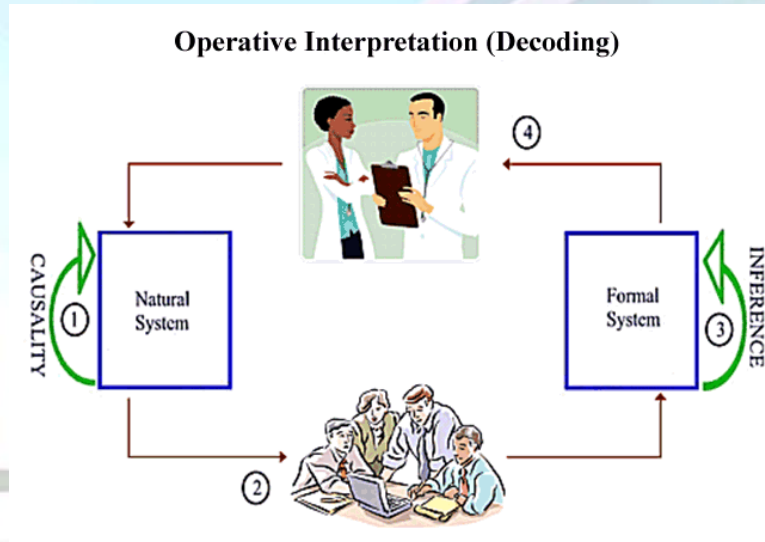 Operative Interpretation (Decoding)
4
CAUSALITY
1
Natural
System
Formal
System
3
INFERENCE
2